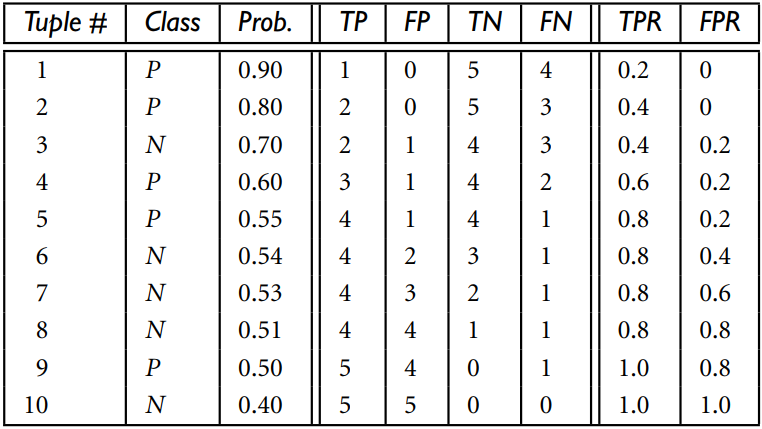 Tuple # Class Prob. TP FP TN FN TPR FPR
1 P 0.90 1 0 5 4 0.2 0
2 P 0.80 2 0 5 3 0.4 0
3 N 0.70 2 1 4 3 0.4 0.2
4 P 0.60 3 1 4 2 0.6 0.2
5 P 0.55 4 1 4 1 0.8 0.2
6 N 0.54 4 2 3 1 0.8 0.4
7 N 0.53 4 3 2 1 0.8 0.6
8 N 0.51 4 4 1 1 0.8 0.8
9 P 0.50 5 4 0 1 1.0 0.8
10 N 0.40 5 5 0 0 1.0 1.0